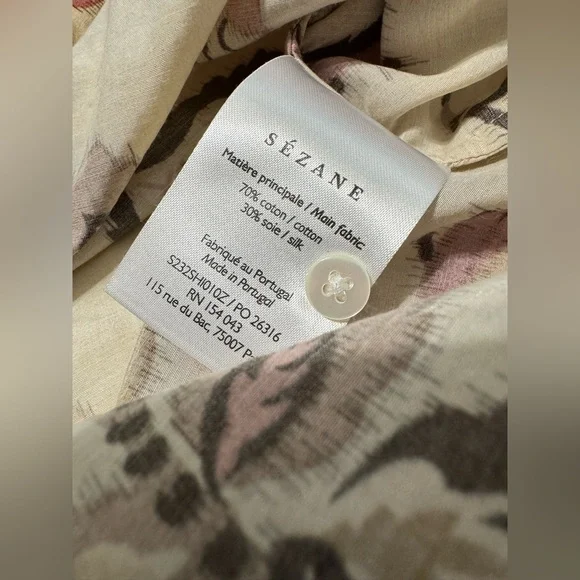 SÉZANE
Matière principale / Main fabric
70% coton / cotton
30% soie / silk
Fabriqué au Portugal
Made in Portugal
S232SHI010Z / PO 26316
RN 154 043
115 rue du Bac, 75007 P